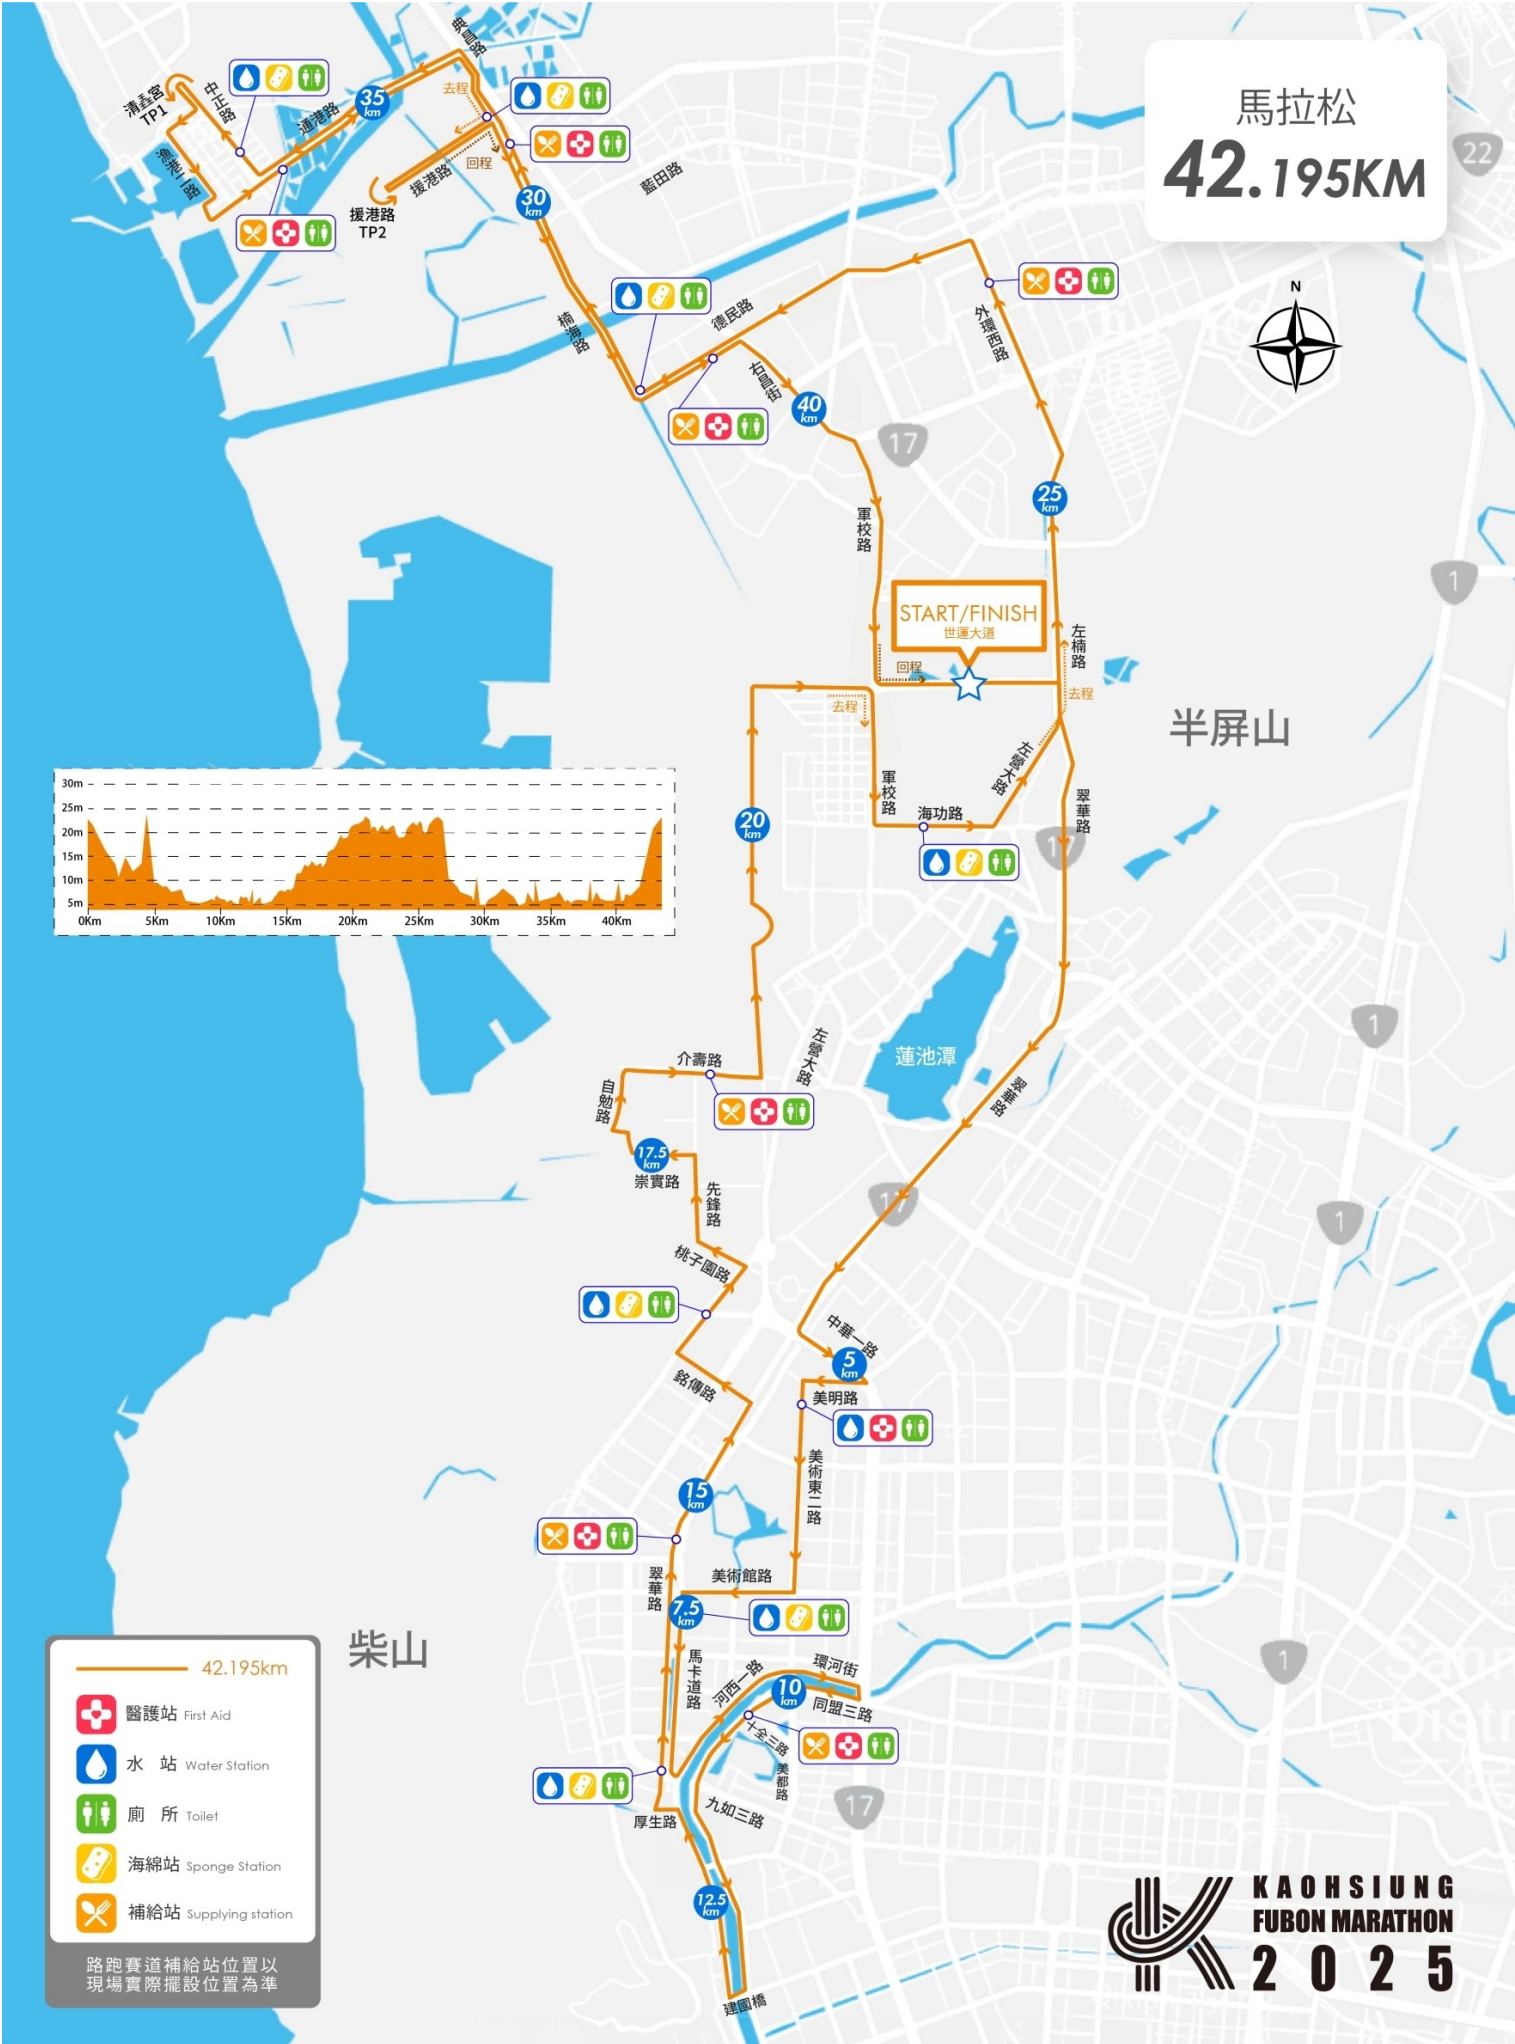 馬拉松
42.195KM
22
N
典昌路
清𡘙宮
TP1
中正路
通港路
35
km
去程
漁港二路
回程
援港路
援港路
TP2
30
km
藍田路
楠海路
德民路
外環西路
右昌街
40
km
17
25
km
軍校路
1
START/FINISH
世運大道
左楠路
回程
去程
去程
半屏山
左營大路
軍校路
海功路
翠華路
17
20
km
30m
25m
20m
15m
10m
5m
0Km
5Km
10Km
15Km
20Km
25Km
30Km
35Km
40Km
蓮池潭
左營大路
翠華路
1
介壽路
自勉路
17.5
km
崇實路
先鋒路
17
1
桃子園路
中華一路
5
km
美明路
銘傳路
美術東二路
15
km
翠華路
美術館路
7.5
km
柴山
馬卡道路
河西一路
環河街
10
km
同盟三路
十全三路
美都路
九如三路
厚生路
17
1
12.5
km
建國橋
42.195km
醫護站 First Aid
水 站 Water Station
廁 所 Toilet
海綿站 Sponge Station
補給站 Supplying station
路跑賽道補給站位置以
現場實際擺設位置為準
KAOHSIUNG
FUBON MARATHON
2025